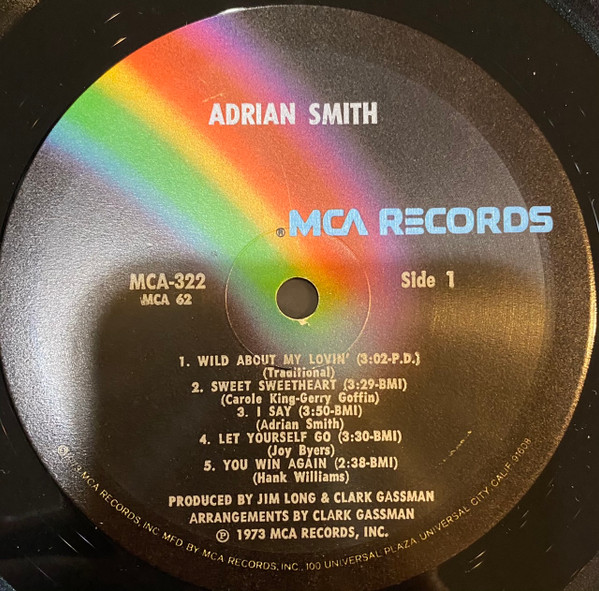 ADRIAN SMITH
® MCA RECORDS
MCA-322
MCA 62
Side 1
1. WILD ABOUT MY LOVIN' (3:02-P.D.)
(Traditional)
2. SWEET SWEETHEART (3:29-BMI)
(Carole King-Gerry Goffin)
3. I SAY (3:50-BMI)
(Adrian Smith)
4. LET YOURSELF GO (3:30-BMI)
(Joy Byers)
5. YOU WIN AGAIN (2:38-BMI)
(Hank Williams)
PRODUCED BY JIM LONG & CLARK GASSMAN
ARRANGEMENTS BY CLARK GASSMAN
℗ 1973 MCA RECORDS, INC.
©1973 MCA RECORDS, INC. MFD. BY MCA RECORDS, INC., 100 UNIVERSAL PLAZA, UNIVERSAL CITY, CALIF. 91608